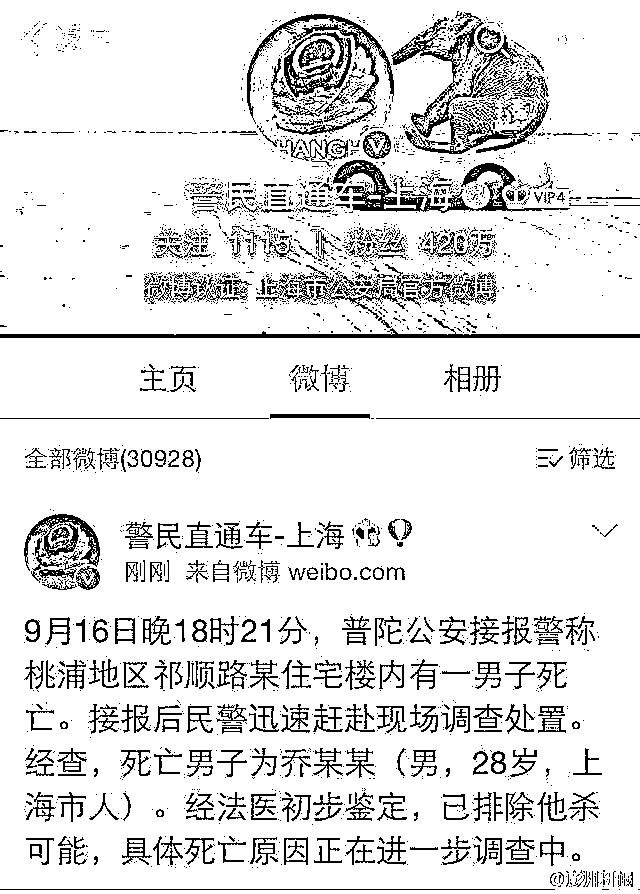 HANGH
警民直通车-上海 VIP4
关注 1115 | 粉丝 420万
微博认证:上海市公安局官方微博
主页 微博 相册
全部微博(30928) 筛选
警民直通车-上海
刚刚 来自微博 weibo.com
9月16日晚18时21分，普陀公安接报警称
桃浦地区祁顺路某住宅楼内有一男子死
亡。接报后民警迅速赶赴现场调查处置。
经查，死亡男子为乔某某（男，28岁，上
海市人）。经法医初步鉴定，已排除他杀
可能，具体死亡原因正在进一步调查中。